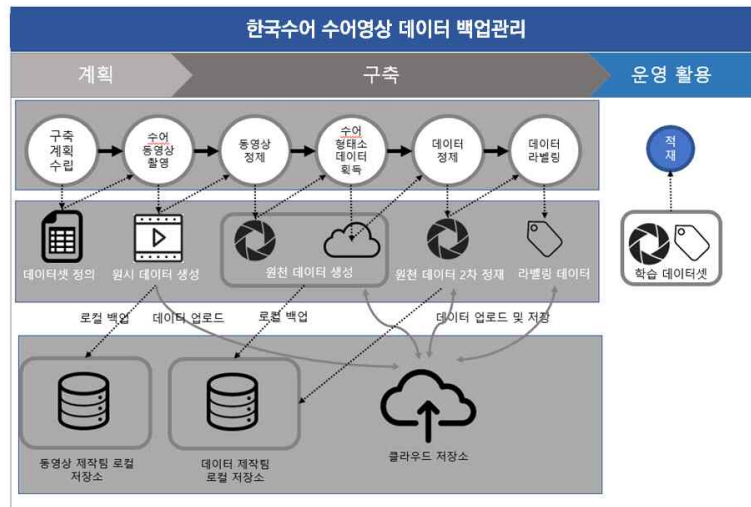 한국수어 수어영상 데이터 백업관리
계획
구축
운영 활용
구축
계획
수립
수어
동영상
촬영
동영상
정제
수어
형태소
데이터
획득
데이터
정제
데이터
라벨링
적
재
데이터셋 정의
원시 데이터 생성
원천 데이터 생성
원천 데이터 2차 정재
라벨링 데이터
학습 데이터셋
로컬 백업
데이터 업로드
로컬 백업
데이터 업로드 및 저장
동영상 제작팀 로컬
저장소
데이터 제작팀
로컬 저장소
클라우드 저장소